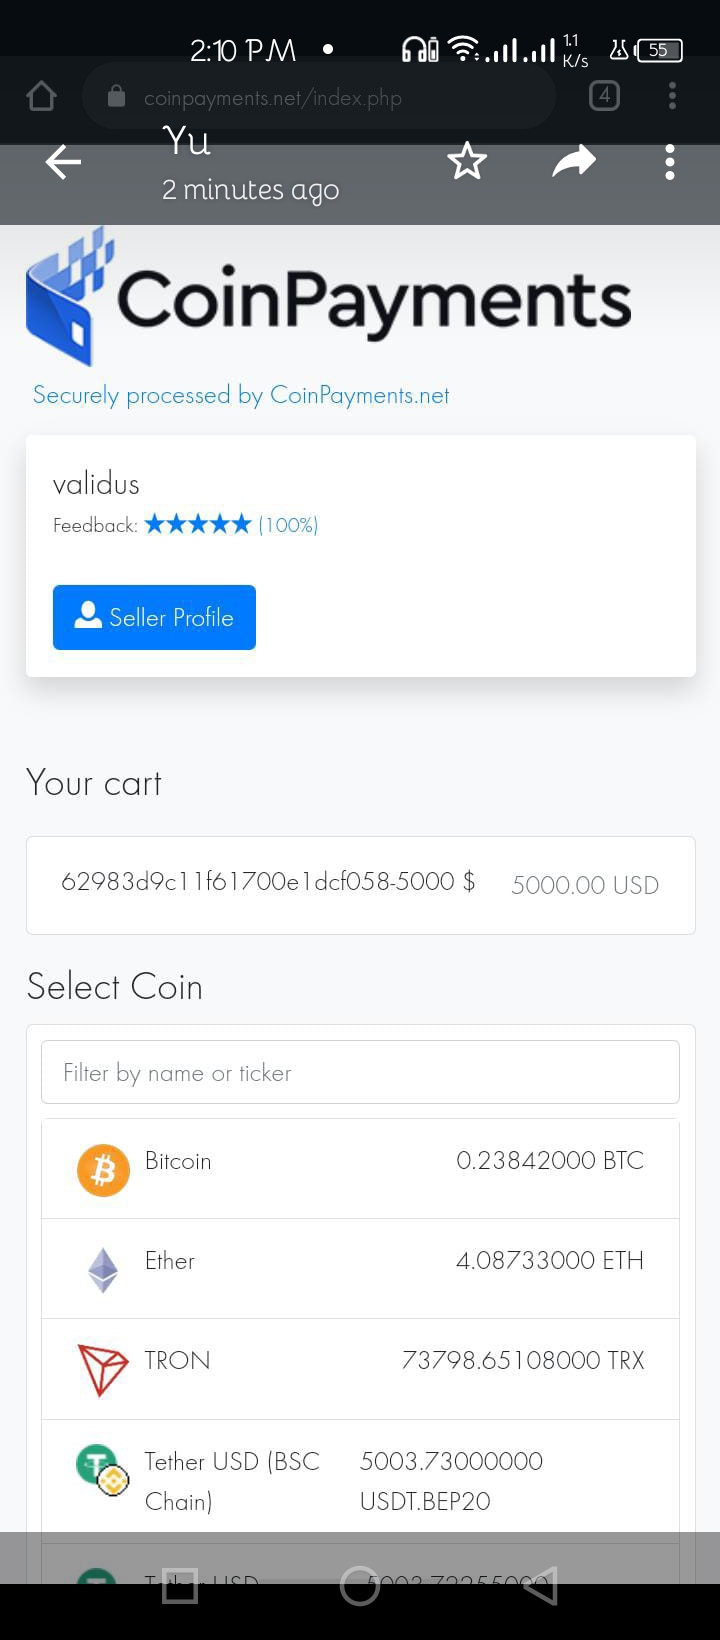 2:10 PM
1.1
K/s
55
coinpayments.net/index.php
4
Yu
2 minutes ago
CoinPayments
Securely processed by CoinPayments.net
validus
Feedback: ★★★★★ (100%)
Seller Profile
Your cart
62983d9c11f61700e1dcf058-5000 $ 5000.00 USD
Select Coin
Filter by name or ticker
Bitcoin 0.23842000 BTC
Ether 4.08733000 ETH
TRON 73798.65108000 TRX
Tether USD (BSC 5003.73000000
Chain) USDT.BEP20
Tether USD